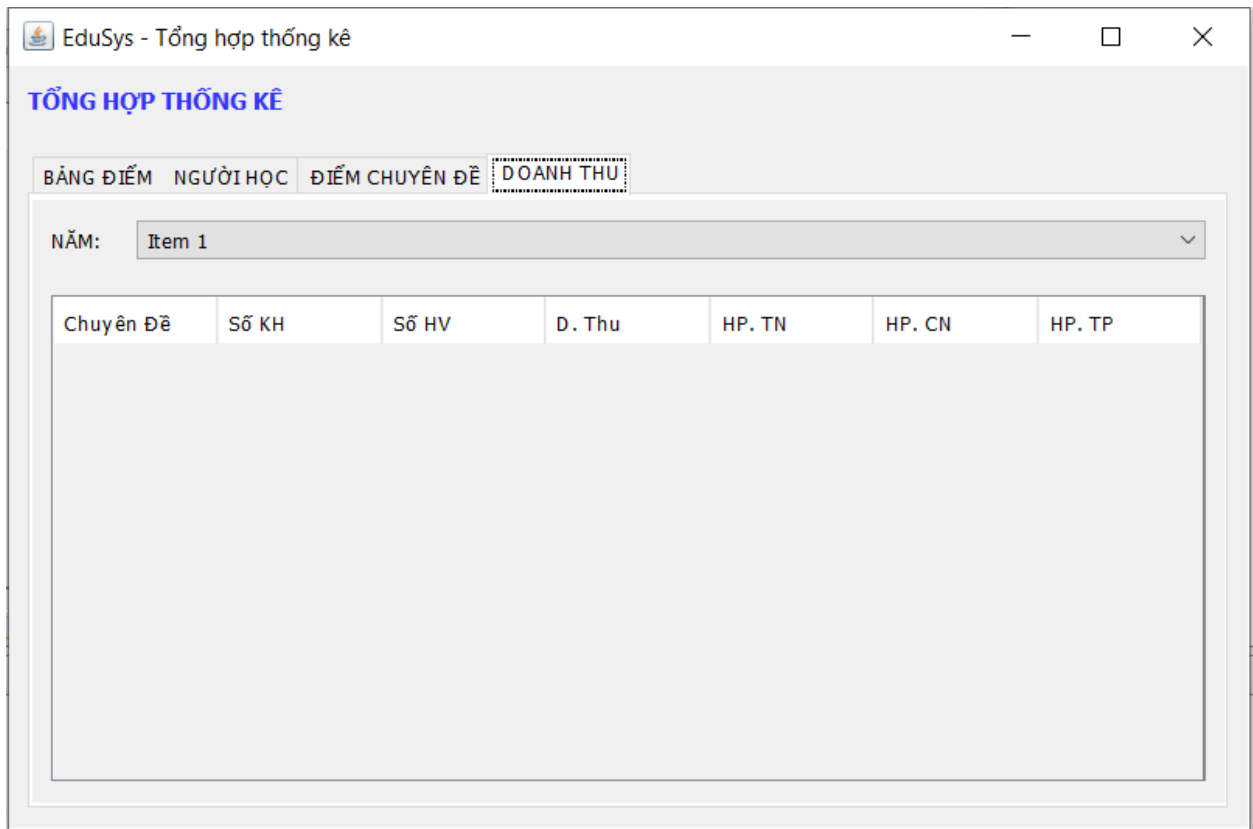 EduSys - Tổng hợp thống kê
TỔNG HỢP THỐNG KÊ
BẢNG ĐIỂM NGƯỜI HỌC ĐIỂM CHUYÊN ĐỀ DOANH THU
NĂM: Item 1
Chuyên Đề Số KH Số HV D. Thu HP. TN HP. CN HP. TP